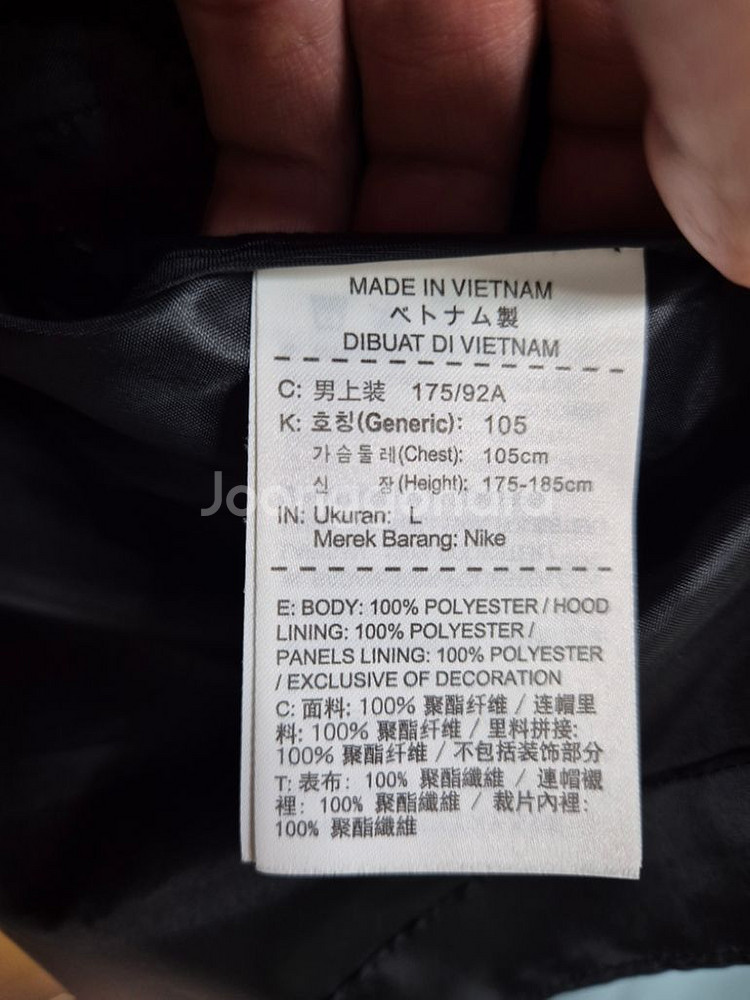 MADE IN VIETNAM
ベトナム製
DIBUAT DI VIETNAM
C: 男上装 175/92A
K: 호칭(Generic): 105
가슴둘레(Chest): 105cm
신 장(Height): 175-185cm
Joongonara
IN: Ukuran: L
Merek Barang: Nike
E: BODY: 100% POLYESTER / HOOD
LINING: 100% POLYESTER /
PANELS LINING: 100% POLYESTER
/ EXCLUSIVE OF DECORATION
C: 面料: 100% 聚酯纤维 / 连帽里
料: 100% 聚酯纤维 / 里料拼接:
100% 聚酯纤维 / 不包括装饰部分
T: 表布: 100% 聚酯纖維 / 連帽襯
裡: 100% 聚酯纖維 / 裁片內裡:
100% 聚酯纖維